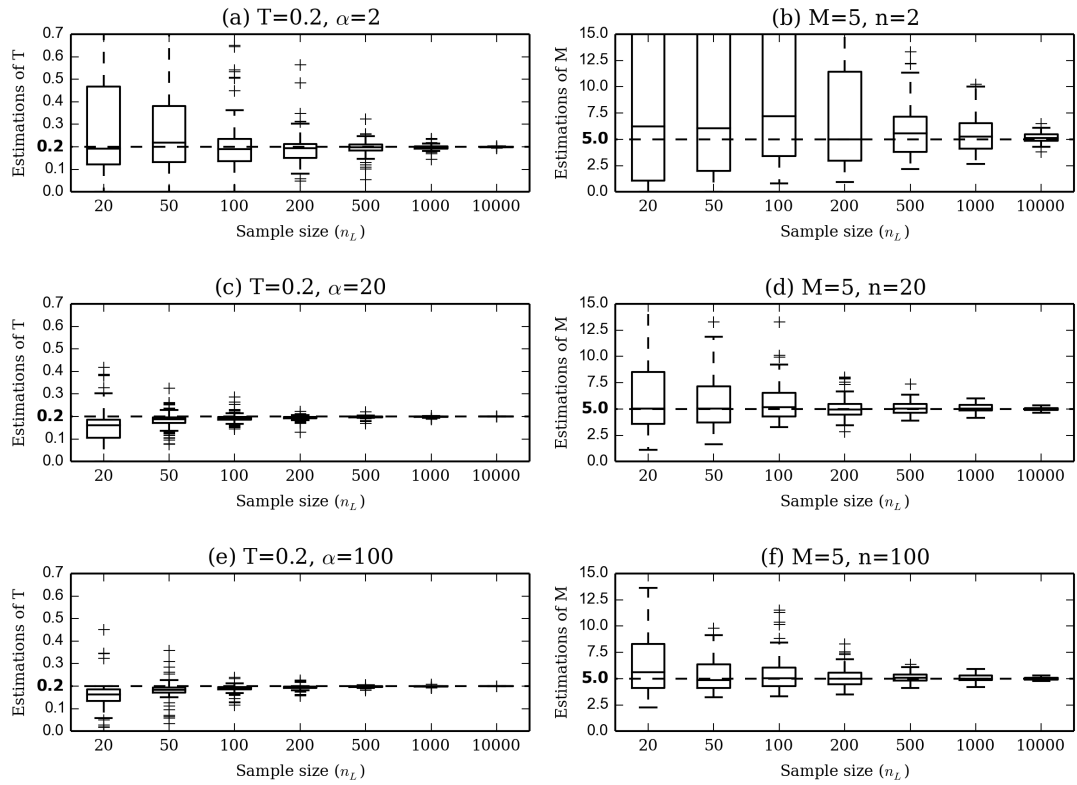 (a) T=0.2, α=2
Estimations of T
0.7
0.6
0.5
0.4
0.3
0.2
0.1
0.0
20 50 100 200 500 1000 10000
Sample size (n_L)
(b) M=5, n=2
Estimations of M
15.0
12.5
10.0
7.5
5.0
2.5
0.0
20 50 100 200 500 1000 10000
Sample size (n_L)
(c) T=0.2, α=20
Estimations of T
0.7
0.6
0.5
0.4
0.3
0.2
0.1
0.0
20 50 100 200 500 1000 10000
Sample size (n_L)
(d) M=5, n=20
Estimations of M
15.0
12.5
10.0
7.5
5.0
2.5
0.0
20 50 100 200 500 1000 10000
Sample size (n_L)
(e) T=0.2, α=100
Estimations of T
0.7
0.6
0.5
0.4
0.3
0.2
0.1
0.0
20 50 100 200 500 1000 10000
Sample size (n_L)
(f) M=5, n=100
Estimations of M
15.0
12.5
10.0
7.5
5.0
2.5
0.0
20 50 100 200 500 1000 10000
Sample size (n_L)